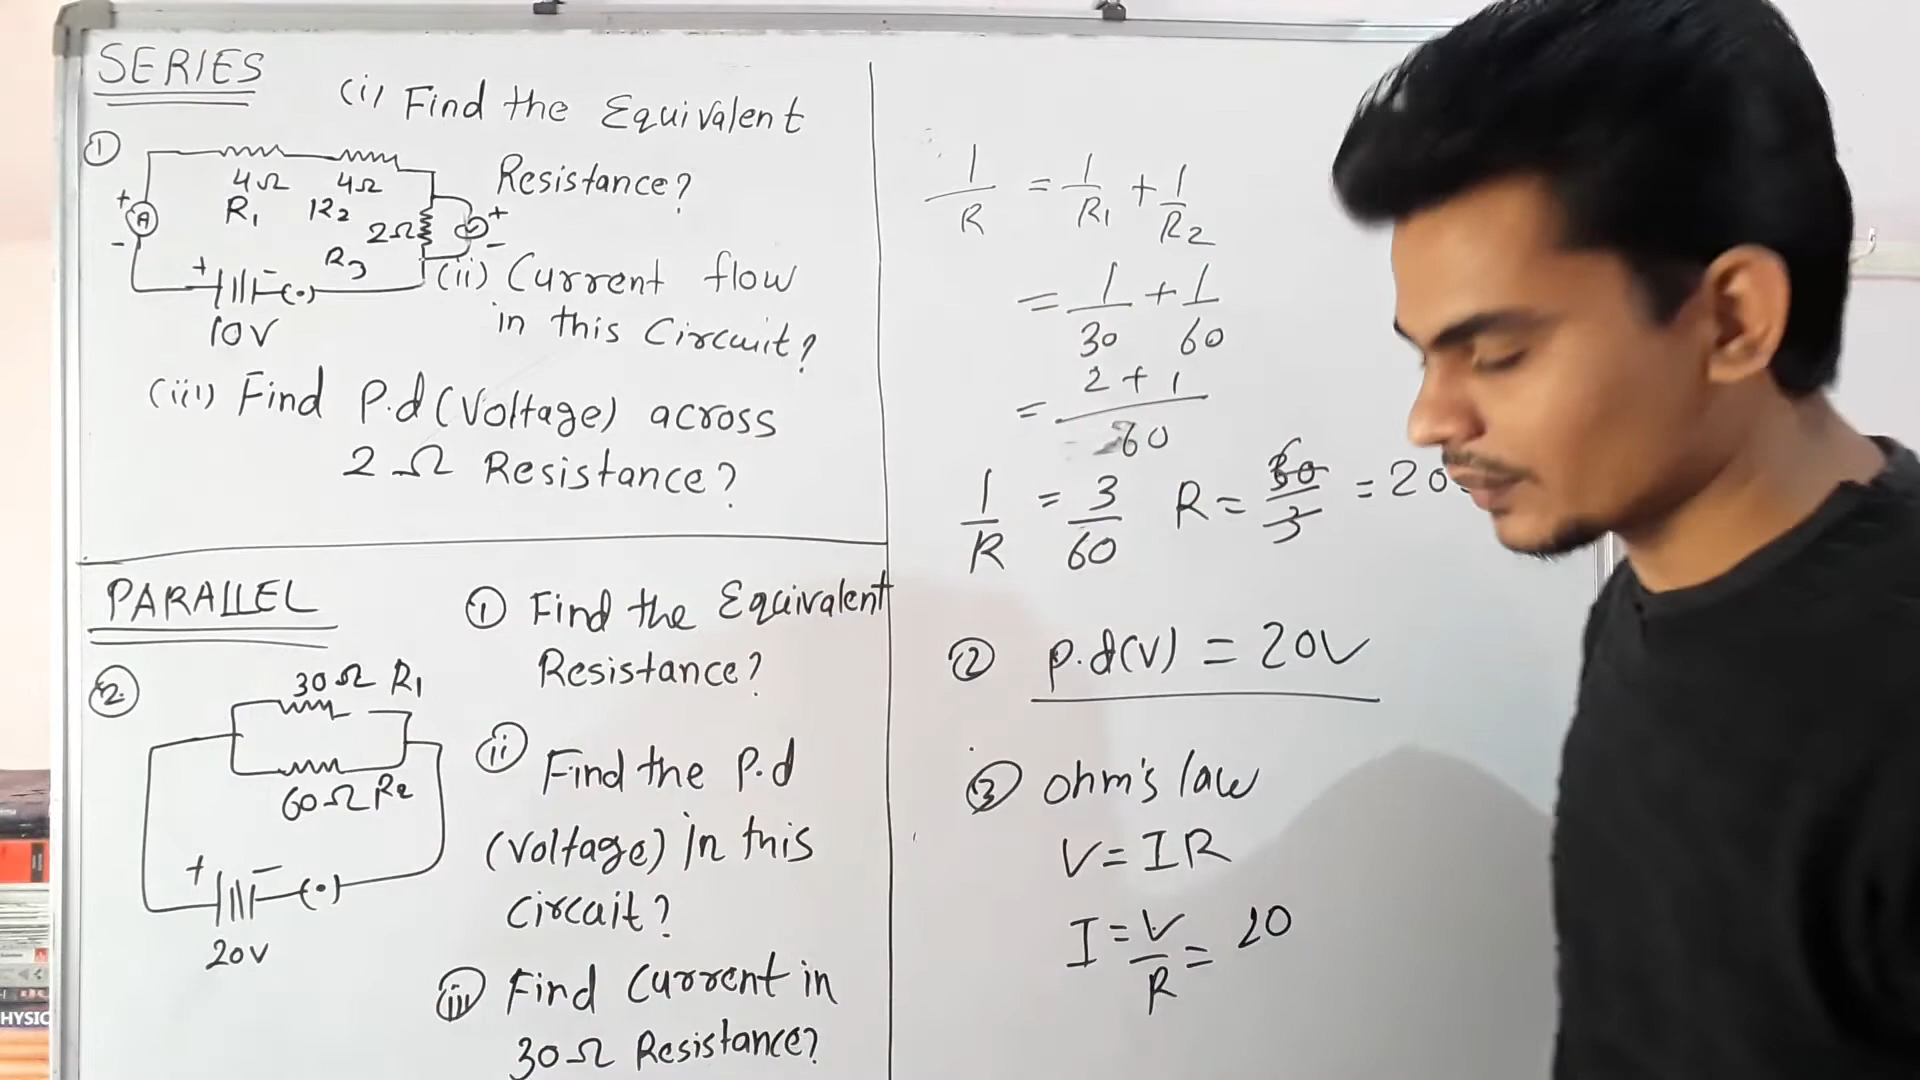 SERIES
(i) Find the Equivalent
Resistance?
①
4Ω 4Ω
R₁ R₂
+
A
-
2Ω
+
-
R₃
+ -
10V
(ii) Current flow
in this Circuit?
(iii) Find P.d (Voltage) across
2Ω Resistance?
PARALLEL
① Find the Equivalent
Resistance?
②
30Ω R₁
60Ω R₂
+ -
20V
ⓘⓘ Find the P.d
(Voltage) in this
Circuit?
ⓘⓘⓘ Find Current in
30Ω Resistance?
1/R = 1/R₁ + 1/R₂
= 1/30 + 1/60
= 2+1/60
1/R = 3/60 R = 60/3 = 20
② p.d(V) = 20V
③ ohm's law
V = IR
I = V/R = 20
HYSIC